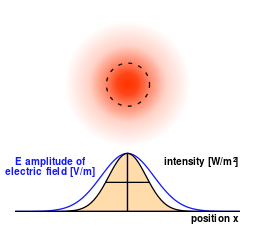 E amplitude of
electric field [V/m]
intensity [W/m²]
position x